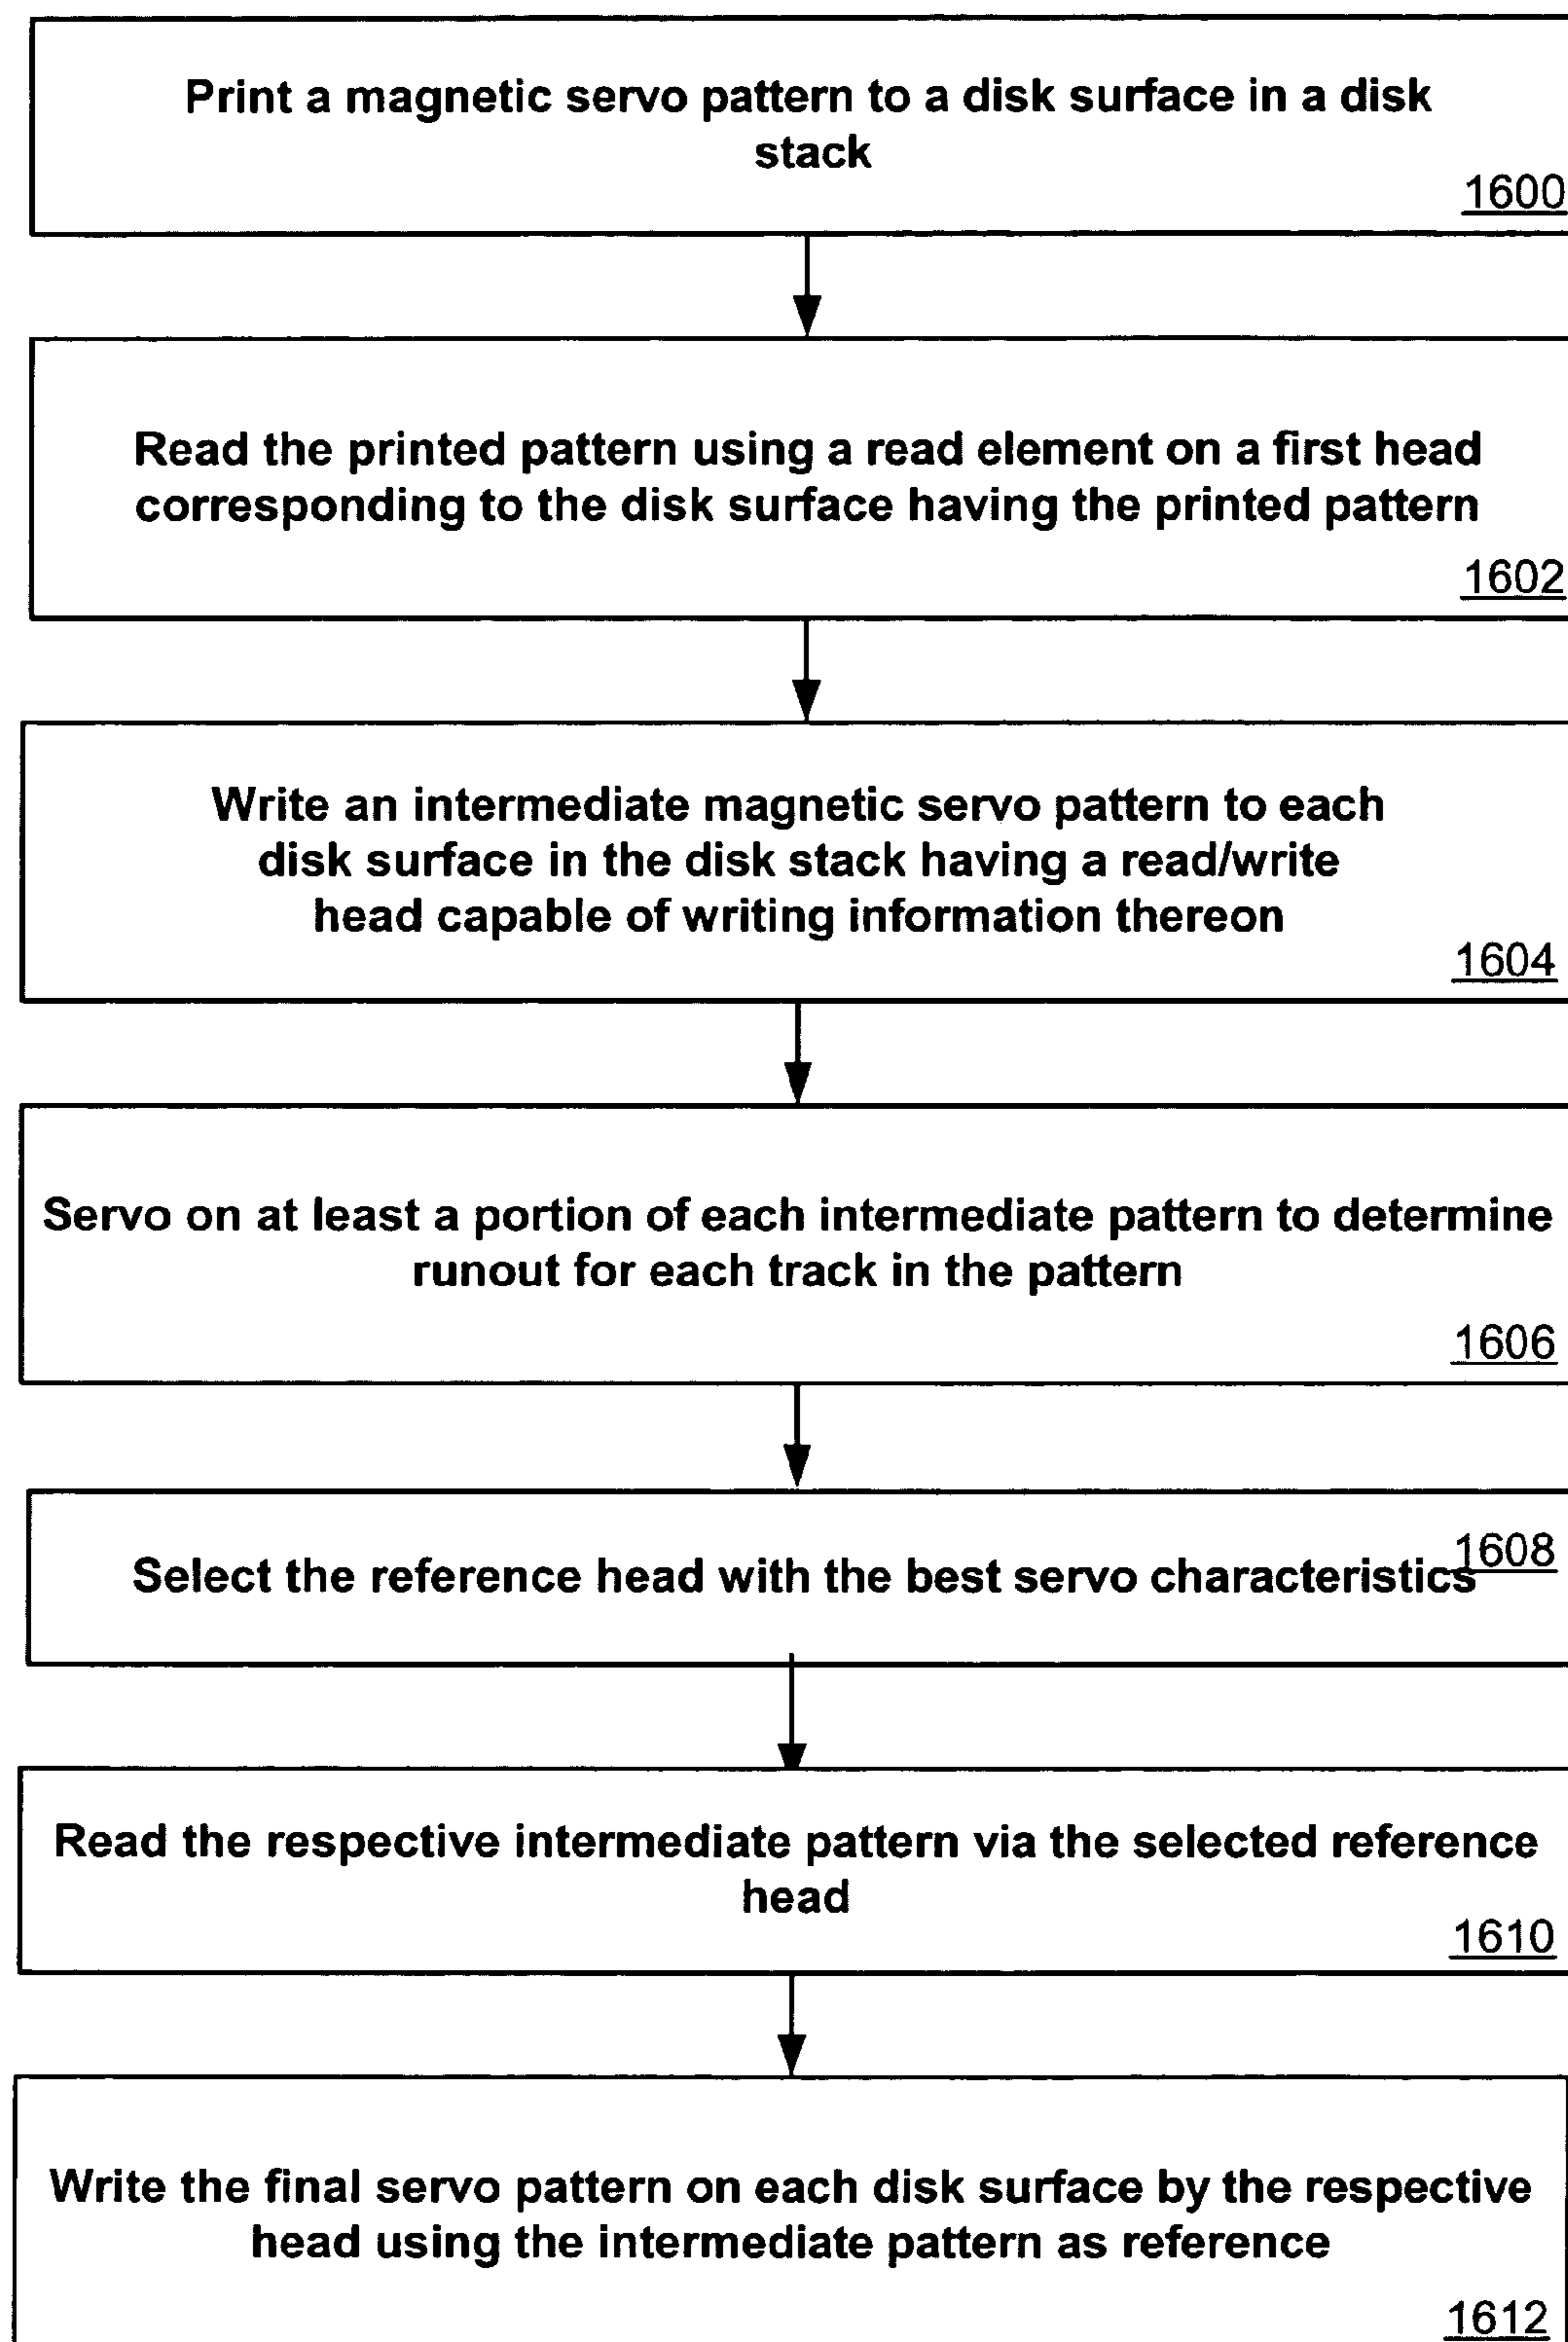 Print a magnetic servo pattern to a disk surface in a disk
stack
1600
Read the printed pattern using a read element on a first head
corresponding to the disk surface having the printed pattern
1602
Write an intermediate magnetic servo pattern to each
disk surface in the disk stack having a read/write
head capable of writing information thereon
1604
Servo on at least a portion of each intermediate pattern to determine
runout for each track in the pattern
1606
1608
Select the reference head with the best servo characteristics
Read the respective intermediate pattern via the selected reference
head
1610
Write the final servo pattern on each disk surface by the respective
head using the intermediate pattern as reference
1612